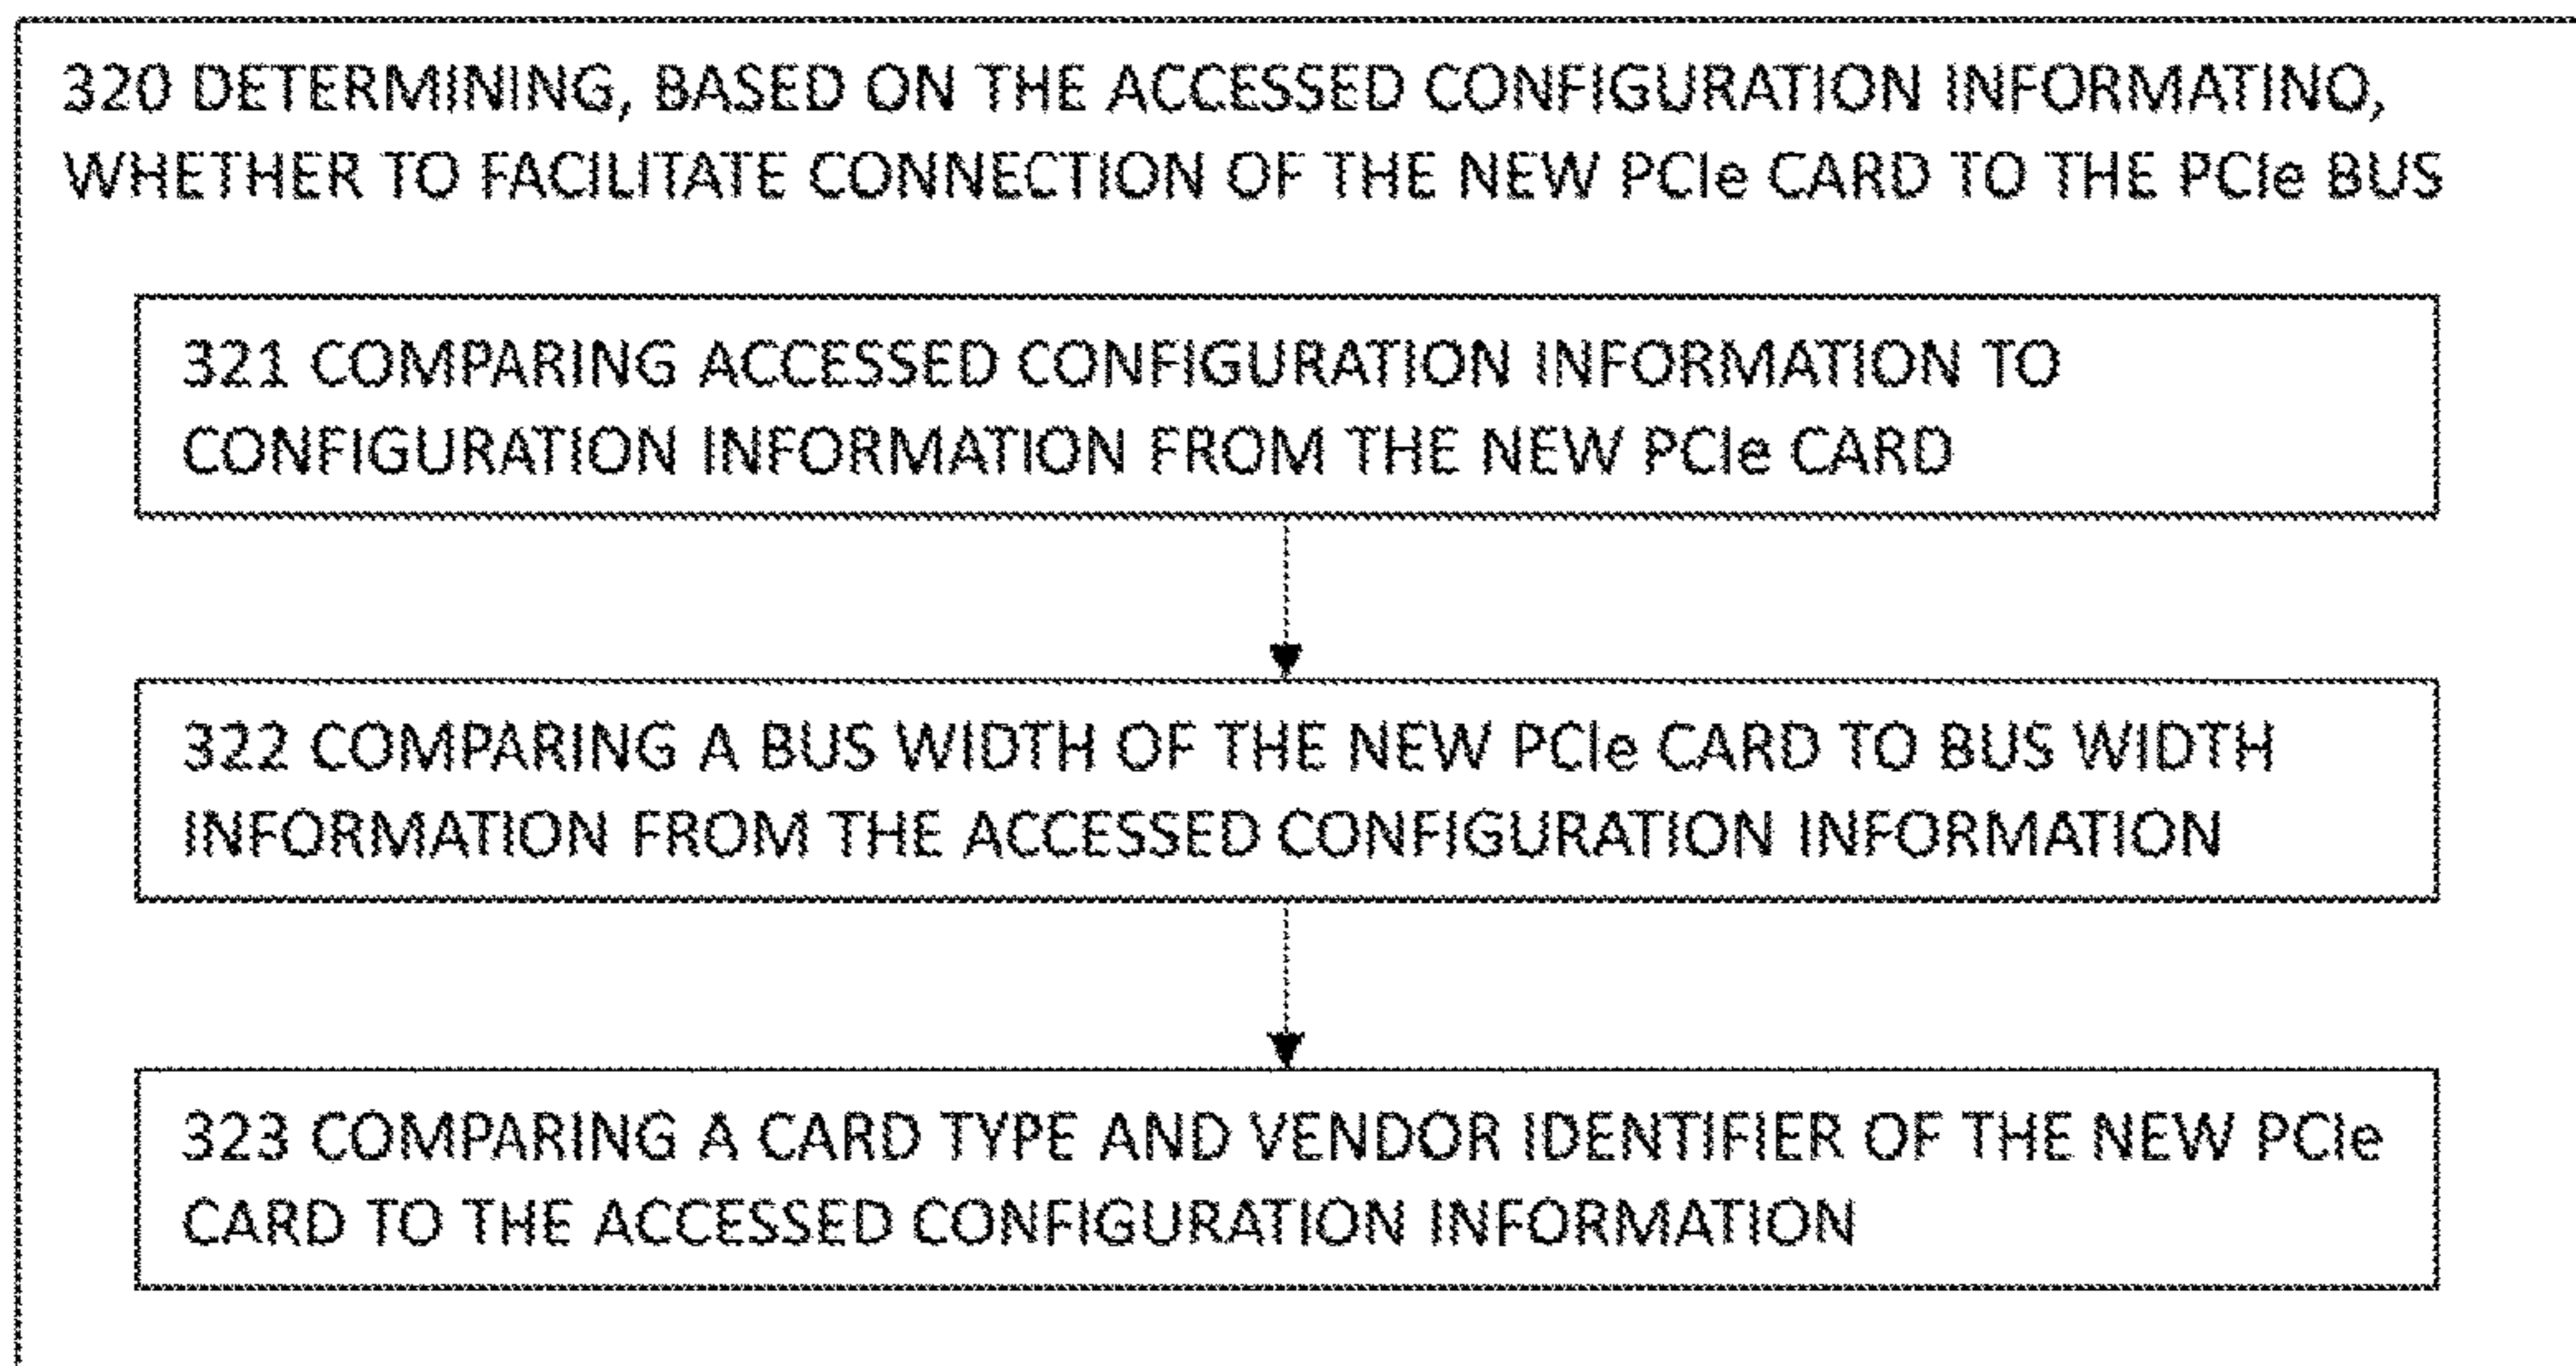 320 DETERMINING, BASED ON THE ACCESSED CONFIGURATION INFORMATINO,
WHETHER TO FACILITATE CONNECTION OF THE NEW PCIe CARD TO THE PCIe BUS
321 COMPARING ACCESSED CONFIGURATION INFORMATION TO
CONFIGURATION INFORMATION FROM THE NEW PCIe CARD
322 COMPARING A BUS WIDTH OF THE NEW PCIe CARD TO BUS WIDTH
INFORMATION FROM THE ACCESSED CONFIGURATION INFORMATION
323 COMPARING A CARD TYPE AND VENDOR IDENTIFIER OF THE NEW PCIe
CARD TO THE ACCESSED CONFIGURATION INFORMATION